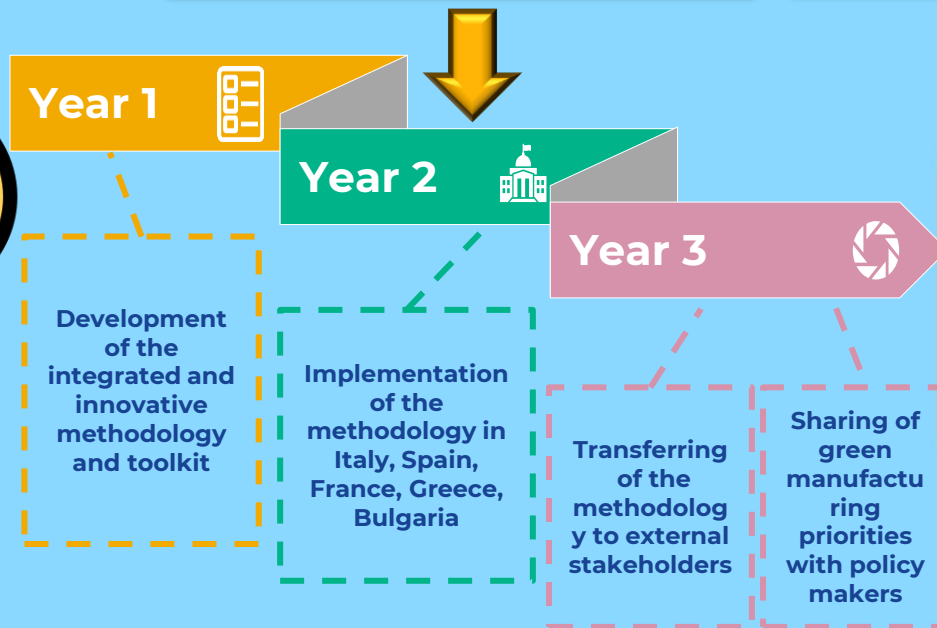 Year 1
Year 2
Year 3
Development
of the
integrated and
innovative
methodology
and toolkit
Implementation
of the
methodology in
Italy, Spain,
France, Greece,
Bulgaria
Transferring
of the
methodolog
y to external
stakeholders
Sharing of
green
manufactu
ring
priorities
with policy
makers